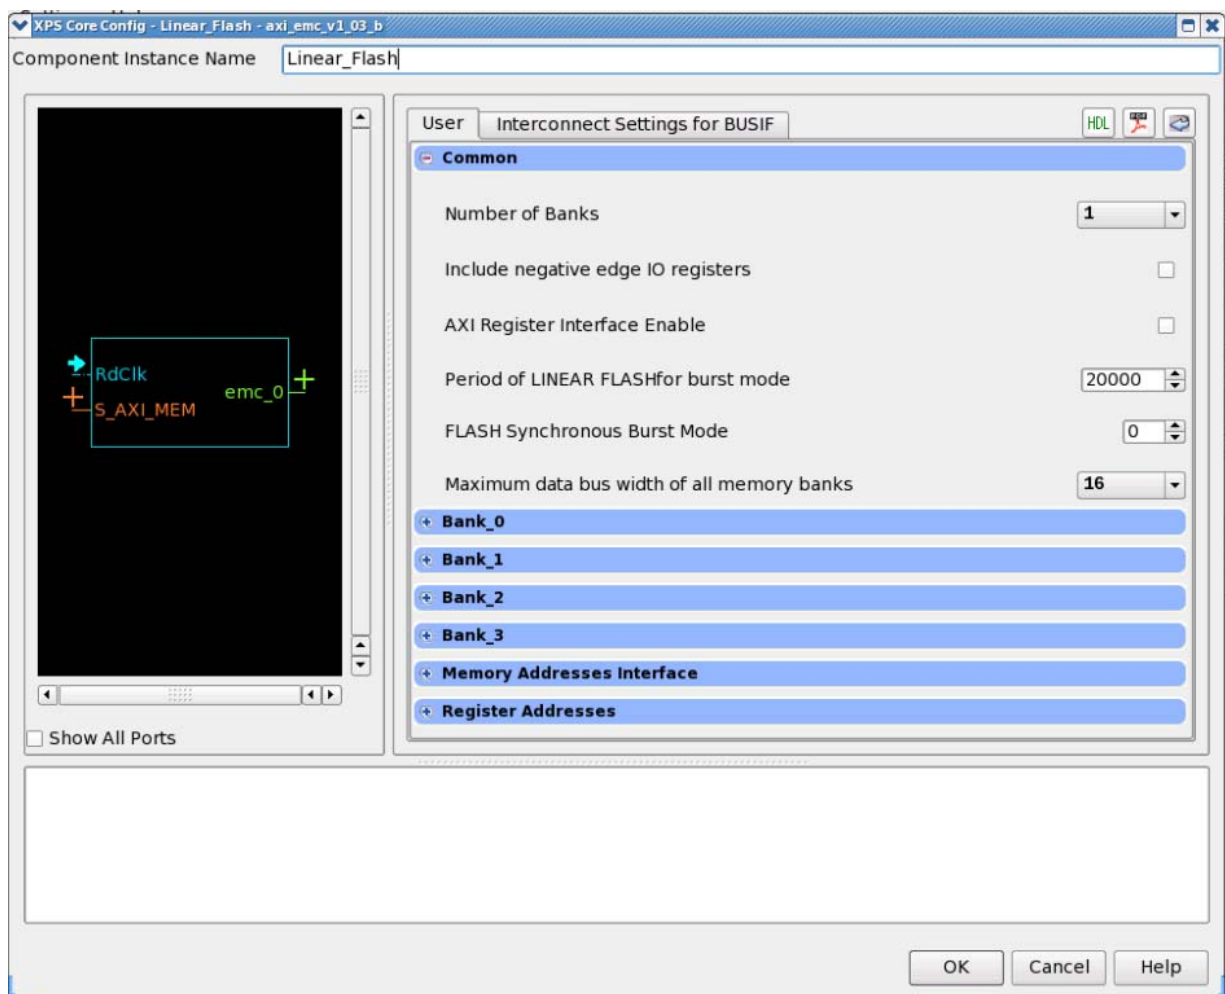 XPS Core Config - Linear_Flash - axi_emc_v1_03_b
Component Instance Name Linear_Flash
User Interconnect Settings for BUSIF HDL PDF
Common
Number of Banks 1
Include negative edge IO registers
AXI Register Interface Enable
Period of LINEAR FLASHfor burst mode 20000
FLASH Synchronous Burst Mode 0
Maximum data bus width of all memory banks 16
Bank_0
Bank_1
Bank_2
Bank_3
Memory Addresses Interface
Register Addresses
RdClk
emc_0
S_AXI_MEM
Show All Ports
OK Cancel Help